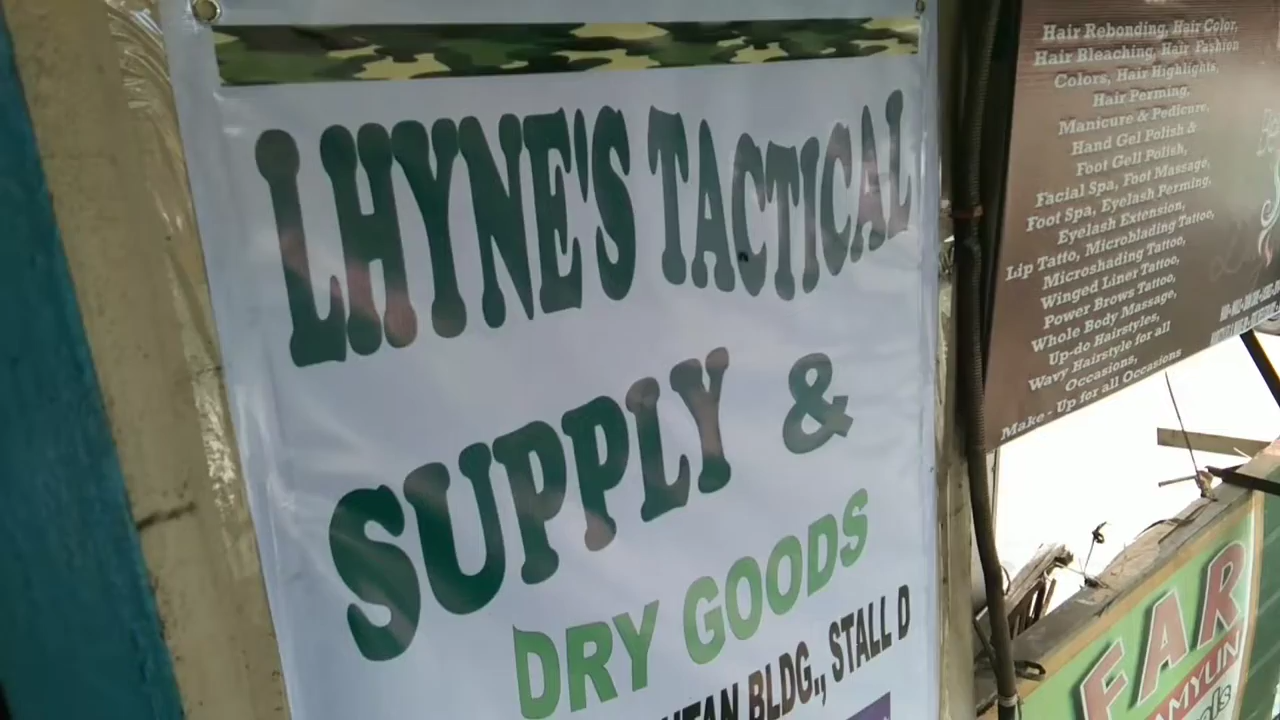 LHYNE'S TACTICAL
SUPPLY &
DRY GOODS
BLDG., STALL D
Hair Rebonding, Hair Color,
Hair Bleaching, Hair Fashion
Colors, Hair Highlights,
Hair Perming,
Manicure & Pedicure,
Hand Gel Polish &
Foot Gell Polish,
Facial Spa, Foot Massage,
Foot Spa, Eyelash Perming,
Eyelash Extension,
Lip Tatto, Microblading Tattoo,
Microshading Tattoo,
Winged Liner Tattoo,
Power Brows Tattoo,
Whole Body Massage,
Up-do Hairstyles,
Wavy Hairstyle for all
Occasions,
Make - Up for all Occasions
FAR